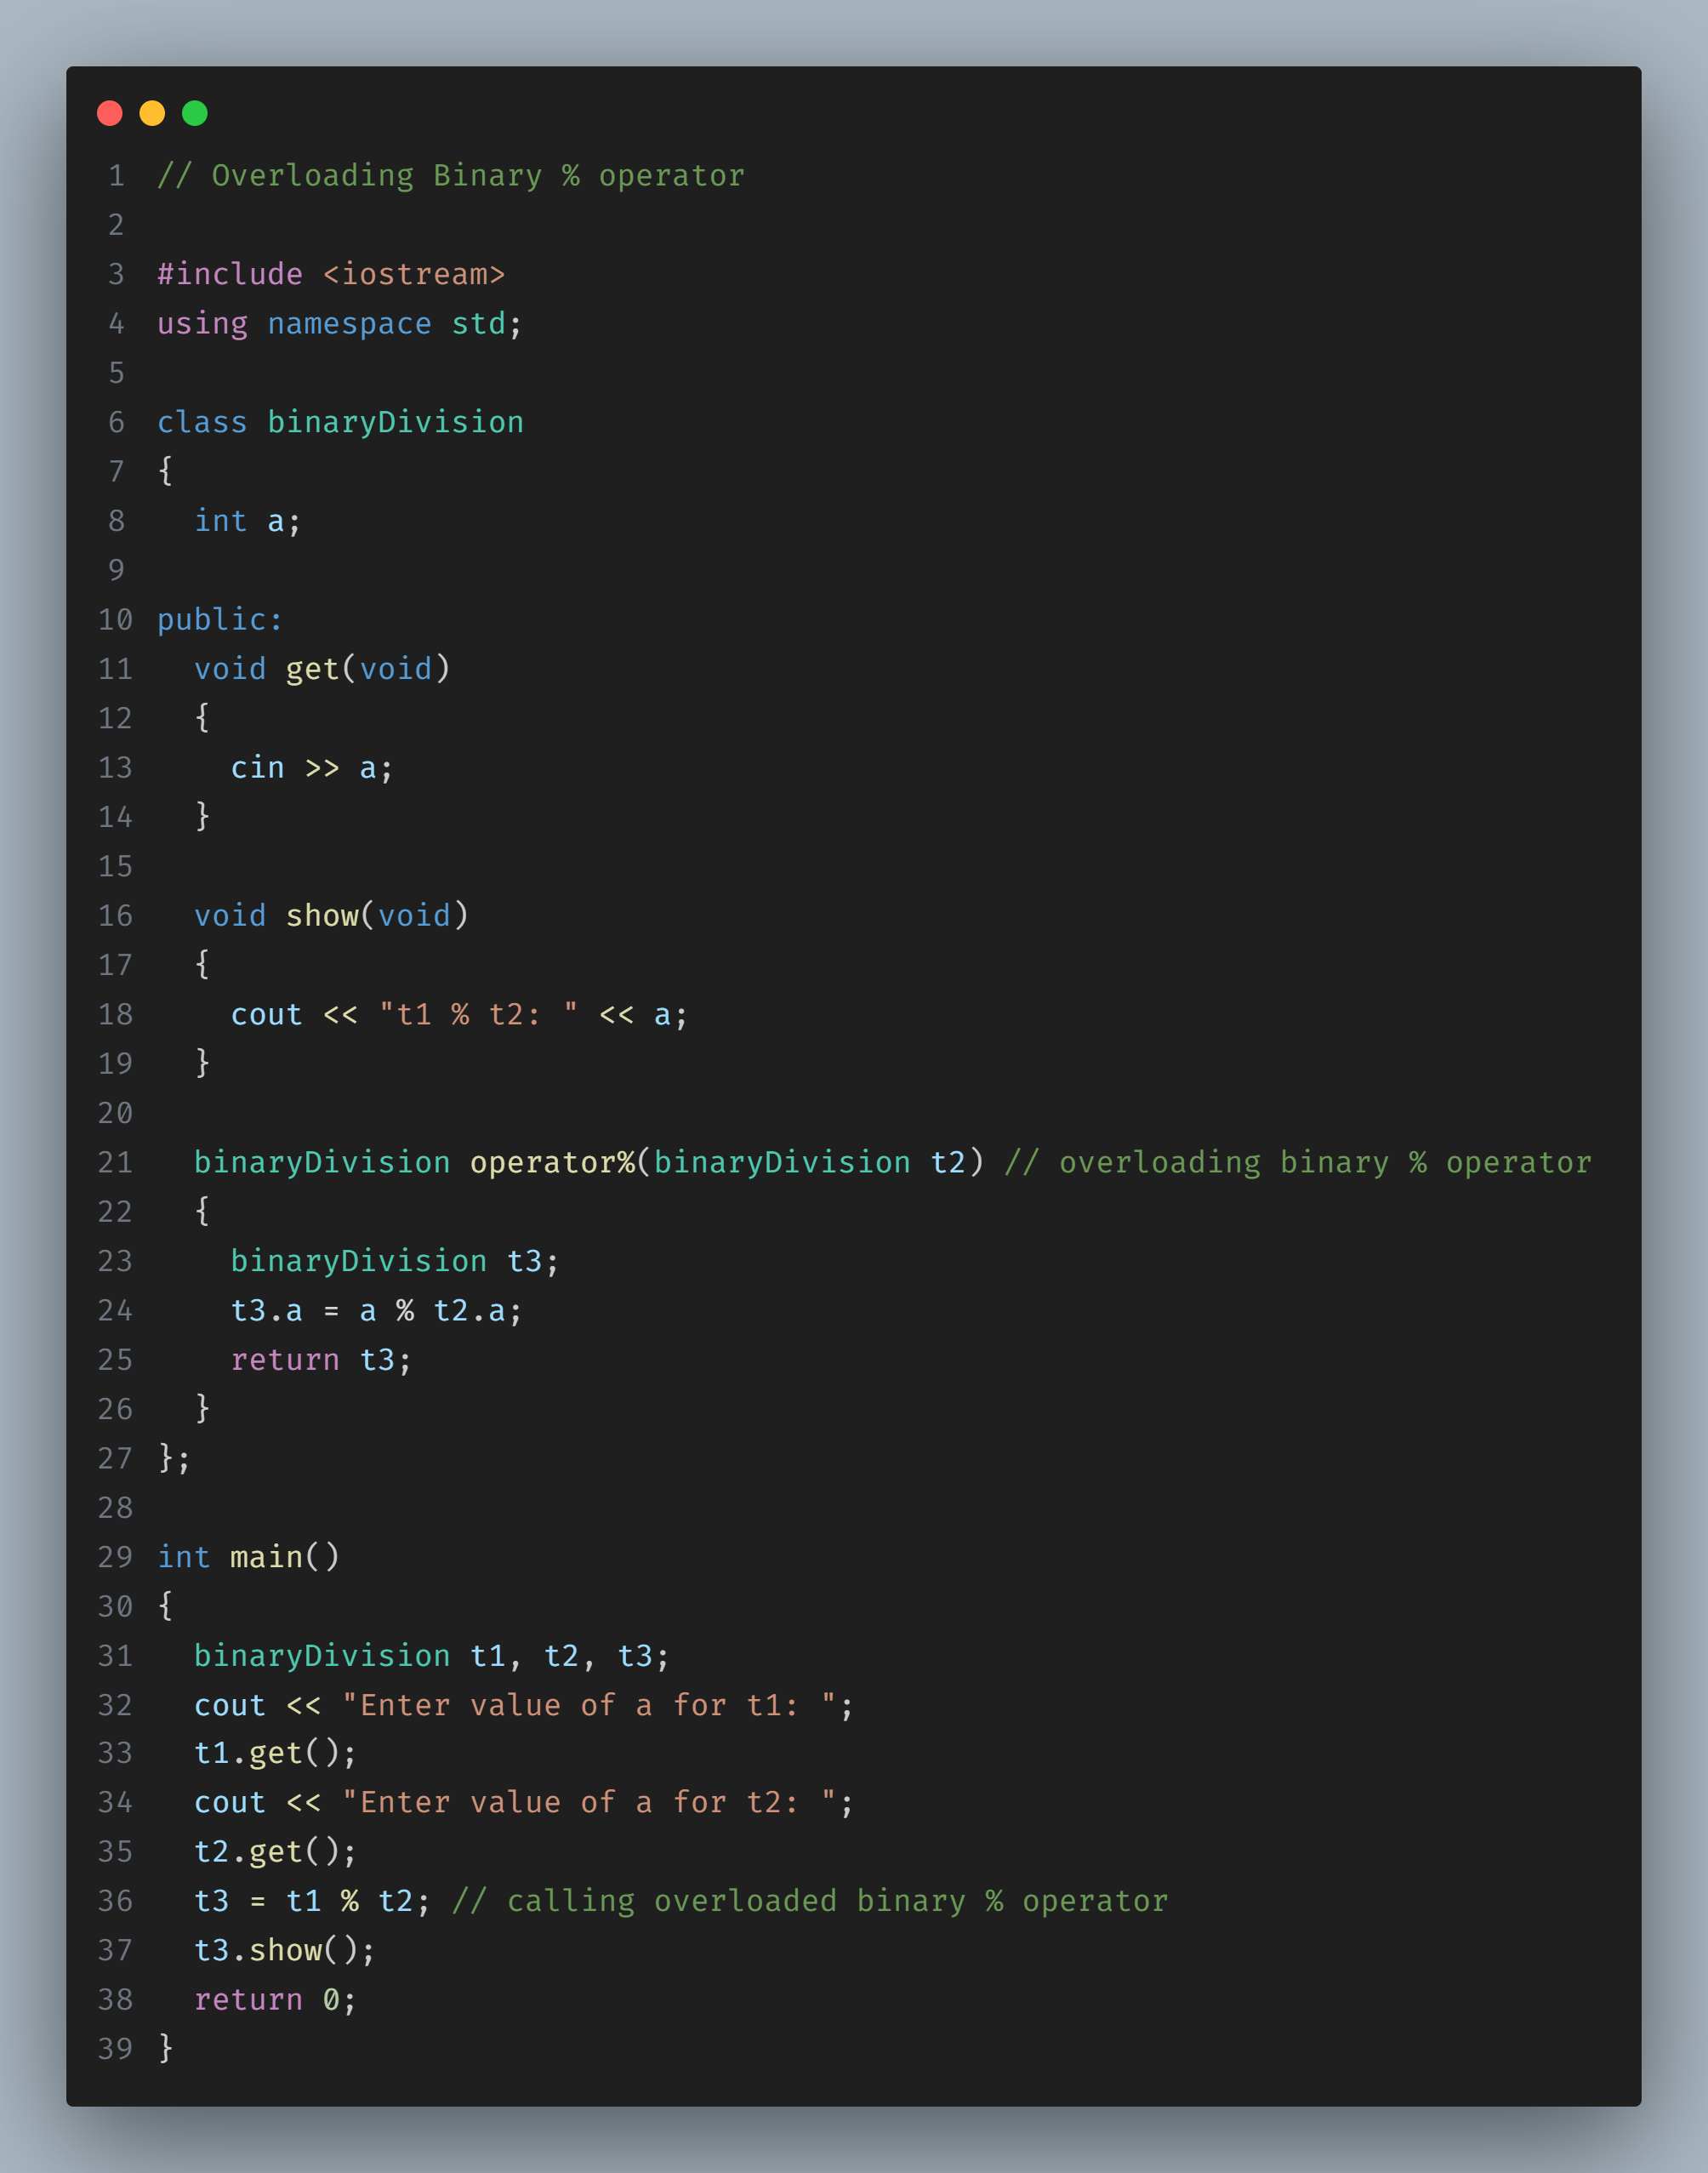 1 // Overloading Binary % operator
2
3 #include <iostream>
4 using namespace std;
5
6 class binaryDivision
7 {
8   int a;
9
10 public:
11   void get(void)
12   {
13     cin >> a;
14   }
15
16   void show(void)
17   {
18     cout << "t1 % t2: " << a;
19   }
20
21   binaryDivision operator%(binaryDivision t2) // overloading binary % operator
22   {
23     binaryDivision t3;
24     t3.a = a % t2.a;
25     return t3;
26   }
27 };
28
29 int main()
30 {
31   binaryDivision t1, t2, t3;
32   cout << "Enter value of a for t1: ";
33   t1.get();
34   cout << "Enter value of a for t2: ";
35   t2.get();
36   t3 = t1 % t2; // calling overloaded binary % operator
37   t3.show();
38   return 0;
39 }